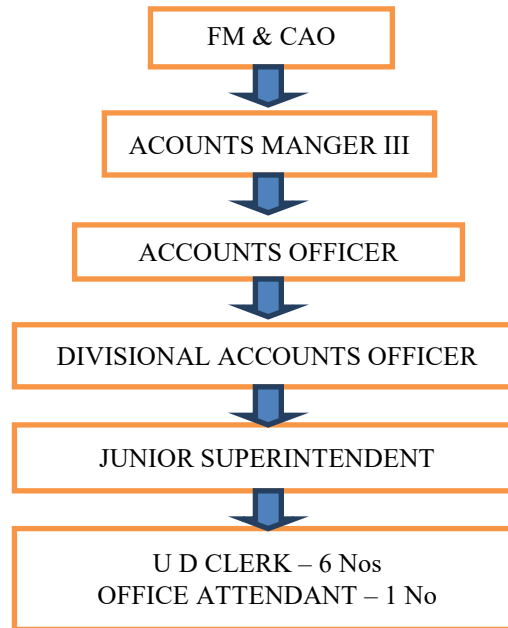 FM & CAO
ACOUNTS MANGER III
ACCOUNTS OFFICER
DIVISIONAL ACCOUNTS OFFICER
JUNIOR SUPERINTENDENT
U D CLERK – 6 Nos
OFFICE ATTENDANT – 1 No